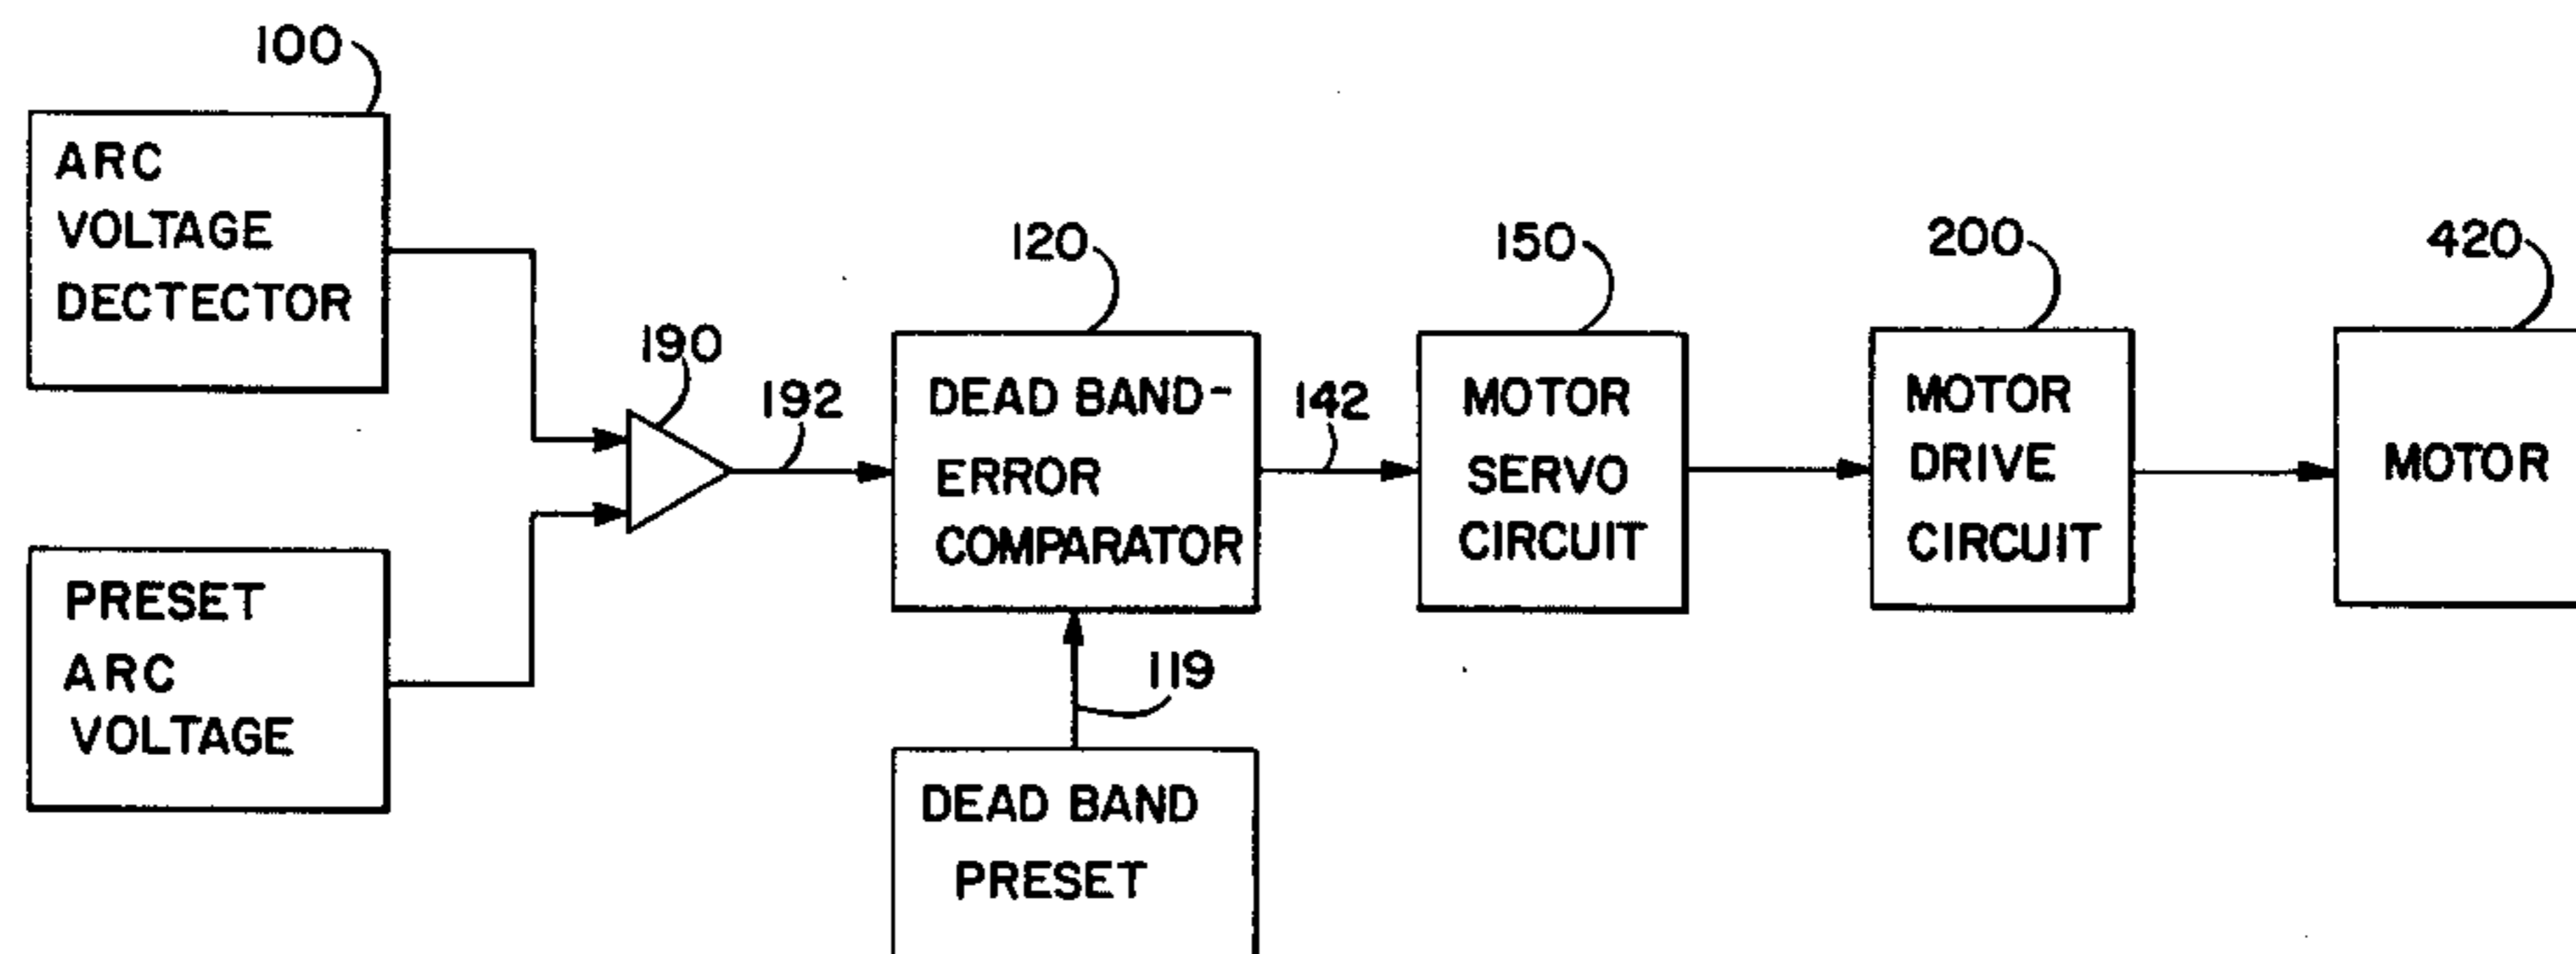 100
ARC
VOLTAGE
DECTECTOR
190
192
PRESET
ARC
VOLTAGE
120
DEAD BAND-
ERROR
COMPARATOR
142
119
DEAD BAND
PRESET
150
MOTOR
SERVO
CIRCUIT
200
MOTOR
DRIVE
CIRCUIT
420
MOTOR